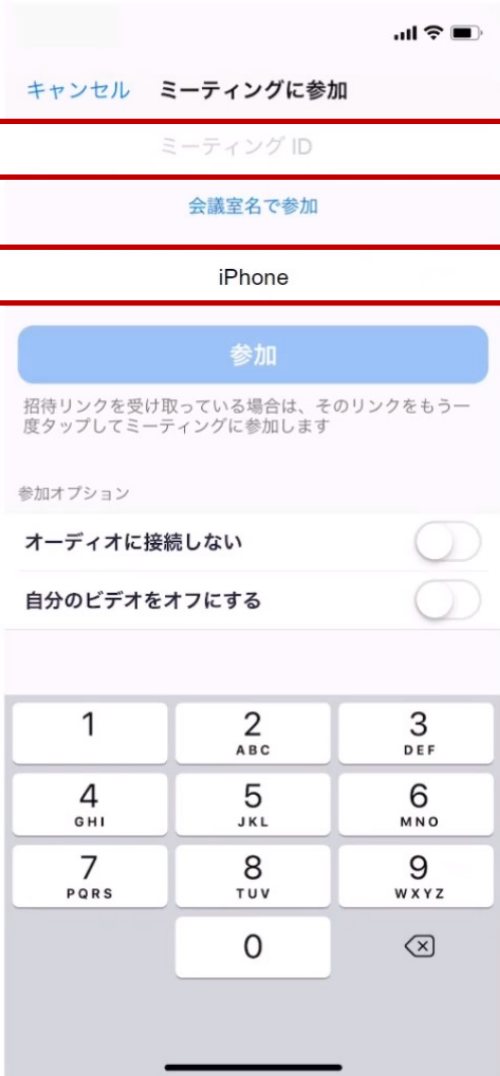 キャンセル ミーティングに参加
ミーティング ID
会議室名で参加
iPhone
参加
招待リンクを受け取っている場合は、そのリンクをもう一
度タップしてミーティングに参加します
参加オプション
オーディオに接続しない
自分のビデオをオフにする
1 2 3
ABC DEF
4 5 6
GHI JKL MNO
7 8 9
PQRS TUV WXYZ
0